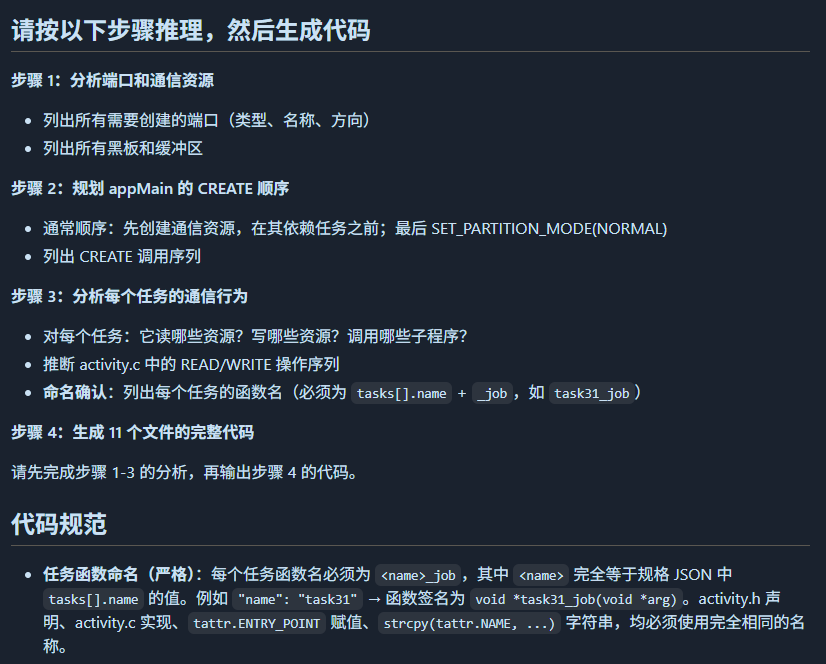 请按以下步骤推理，然后生成代码
步骤 1：分析端口和通信资源
• 列出所有需要创建的端口（类型、名称、方向）
• 列出所有黑板和缓冲区
步骤 2：规划 appMain 的 CREATE 顺序
• 通常顺序：先创建通信资源，在其依赖任务之前；最后 SET_PARTITION_MODE(NORMAL)
• 列出 CREATE 调用序列
步骤 3：分析每个任务的通信行为
• 对每个任务：它读哪些资源？写哪些资源？调用哪些子程序？
• 推断 activity.c 中的 READ/WRITE 操作序列
• 命名确认：列出每个任务的函数名（必须为 tasks[].name + _job，如 task31_job）
步骤 4：生成 11 个文件的完整代码
请先完成步骤 1-3 的分析，再输出步骤 4 的代码。
代码规范
• 任务函数命名（严格）：每个任务函数名必须为 <name>_job，其中 <name> 完全等于规格 JSON 中
tasks[].name 的值。例如 "name": "task31" → 函数签名为 void *task31_job(void *arg)。activity.h 声
明、activity.c 实现、tattr.ENTRY_POINT 赋值、strcpy(tattr.NAME, ...) 字符串，均必须使用完全相同的名
称。